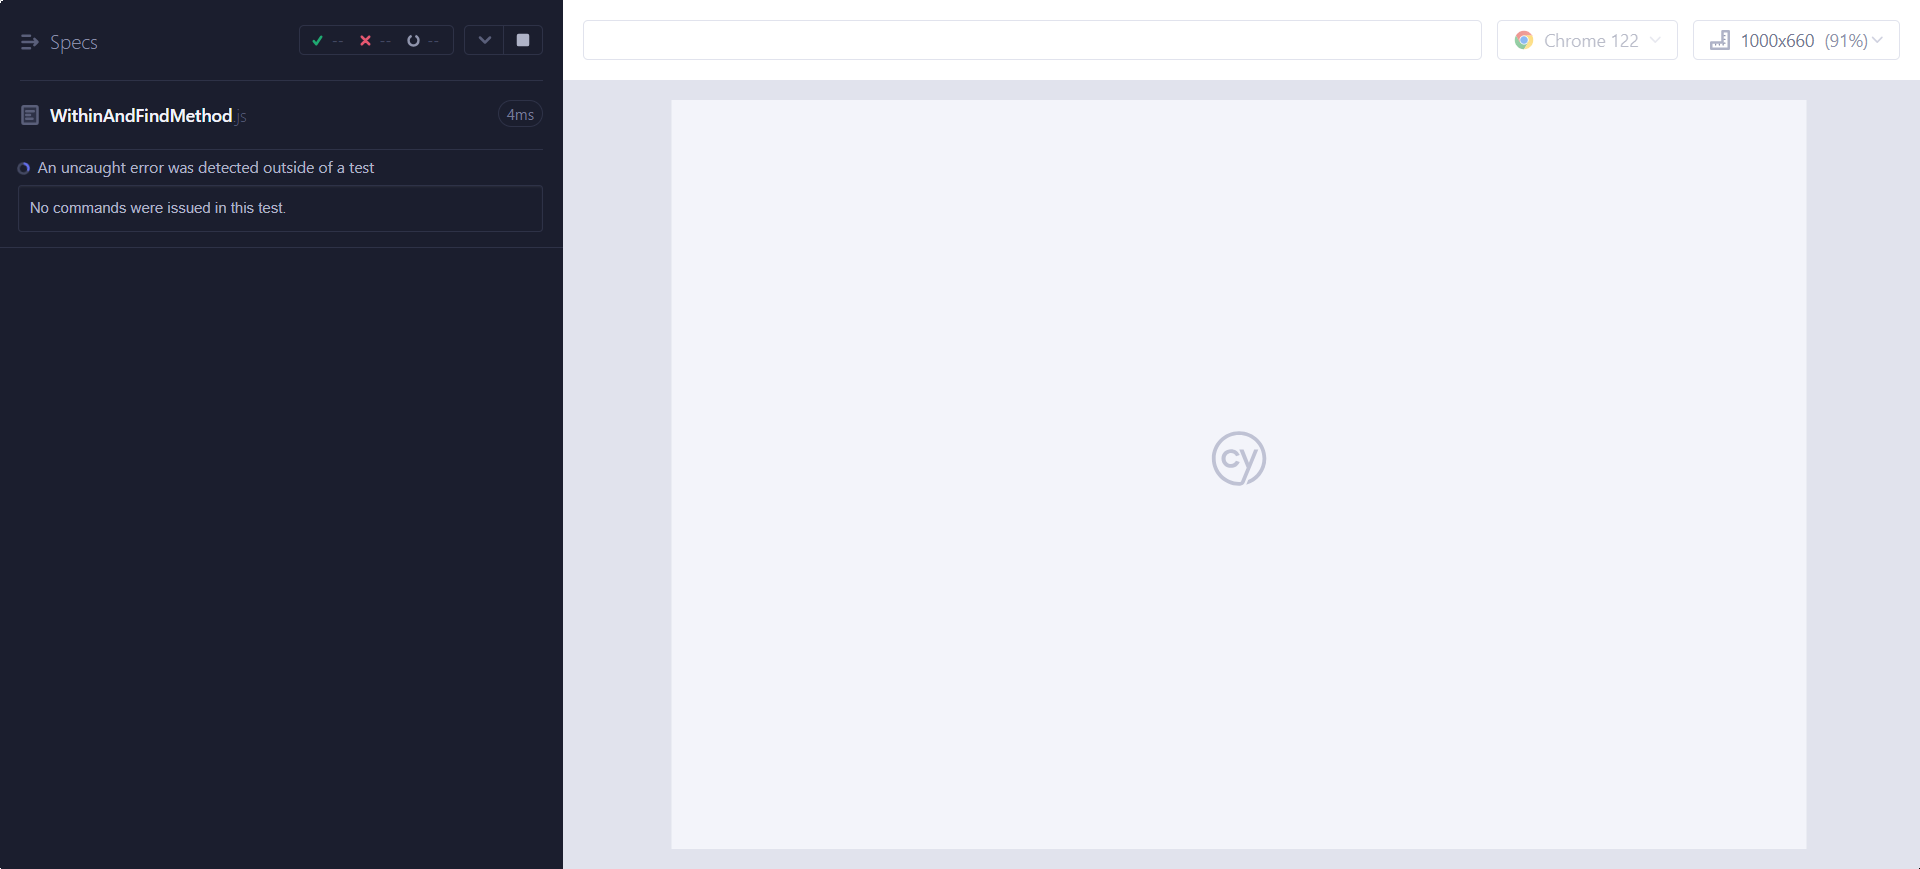 Specs
-- -- --
WithinAndFindMethod.js
4ms
An uncaught error was detected outside of a test
No commands were issued in this test.
Chrome 122
1000x660 (91%)
cy